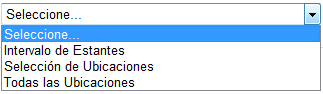 Seleccione...
Seleccione...
Intervalo de Estantes
Selección de Ubicaciones
Todas las Ubicaciones